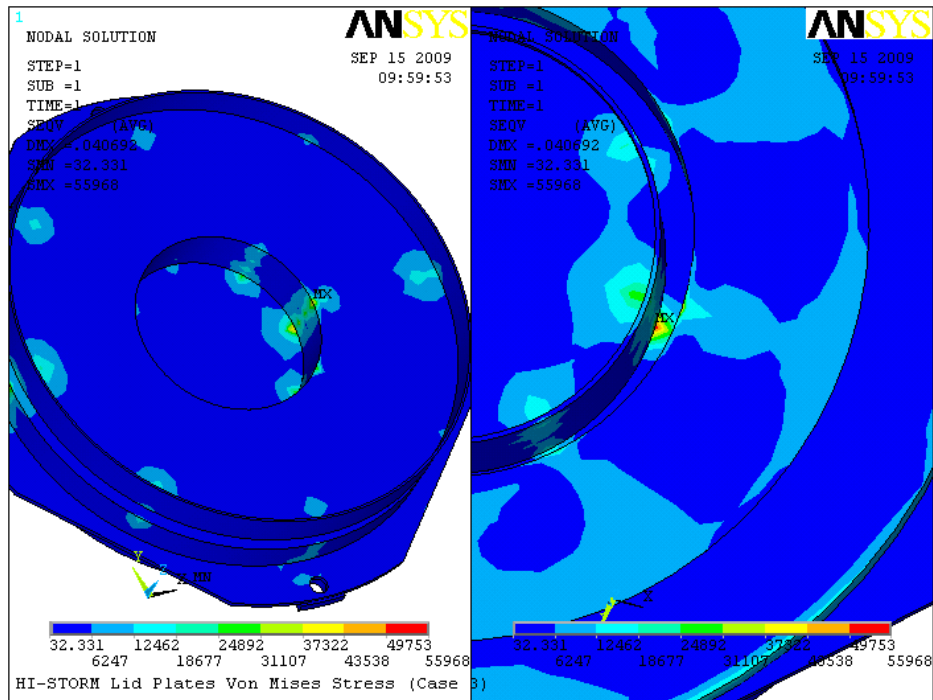 1
ANSYS
NODAL SOLUTION
SEP 15 2009
09:59:53
STEP=1
SUB =1
TIME=1
SEQV (AVG)
DMX =.040692
SMN =32.331
SMX =55968
MX
Y
Z
X MN
32.331 12462 24892 37322 49753
6247 18677 31107 43538 55968
ANSYS
NODAL SOLUTION
SEP 15 2009
09:59:53
STEP=1
SUB =1
TIME=1
SEQV (AVG)
DMX =.040692
SMN =32.331
SMX =55968
MX
X
32.331 12462 24892 37322 49753
6247 18677 31107 43538 55968
HI-STORM Lid Plates Von Mises Stress (Case 3)